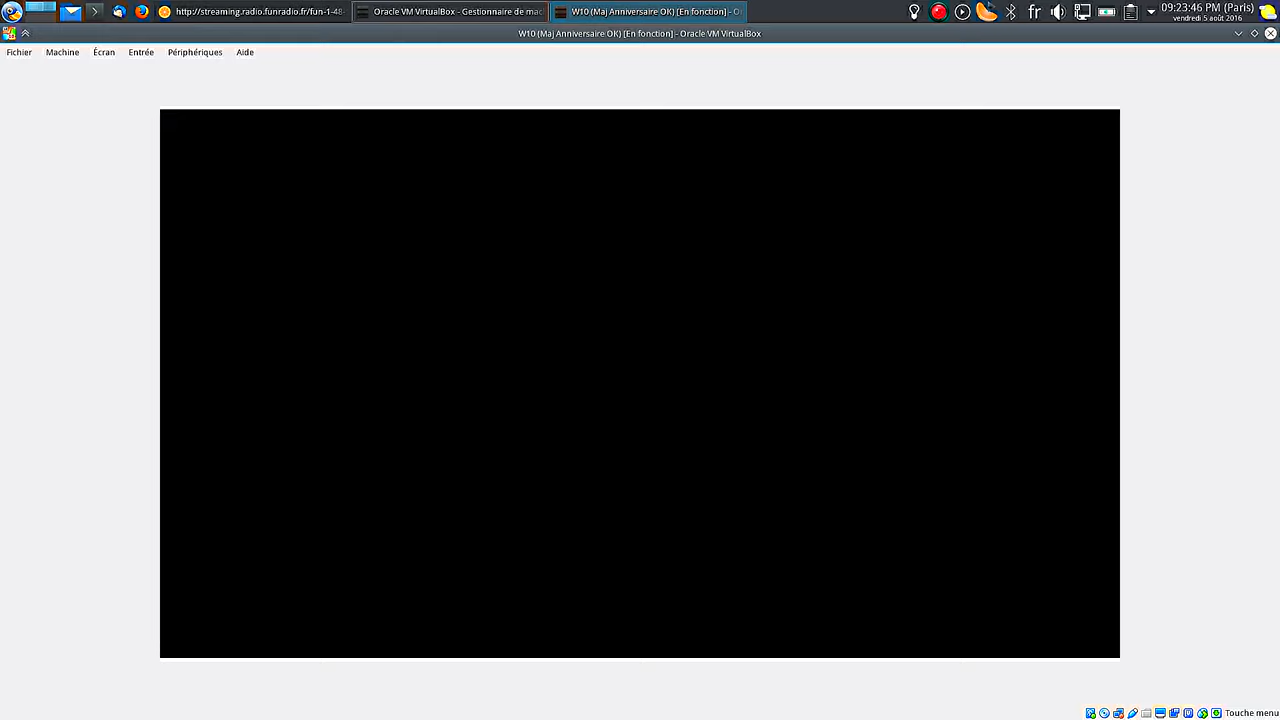 http://streaming.radio.funradio.fr/fun-1-48
Oracle VM VirtualBox - Gestionnaire de mac
W10 (Maj Anniversaire OK) [En fonction] - O
fr
09:23:46 PM (Paris)
vendredi 5 août 2016
W10 (Maj Anniversaire OK) [En fonction] - Oracle VM VirtualBox
Fichier Machine Écran Entrée Périphériques Aide
Touche menu